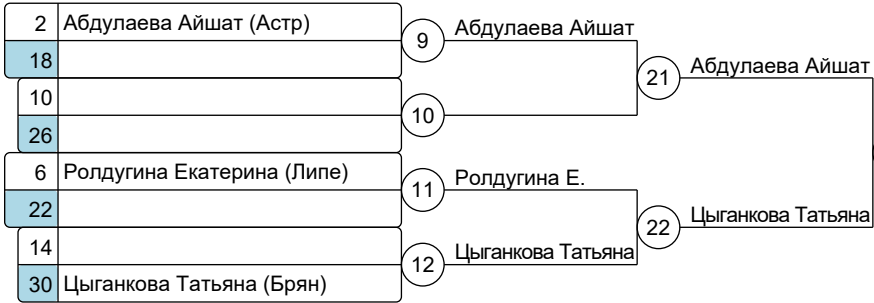 2 Абдулаева Айшат (Астр)
18
10
26
6 Ролдугина Екатерина (Липе)
22
14
30 Цыганкова Татьяна (Брян)
9 Абдулаева Айшат
10
11 Ролдугина Е.
12 Цыганкова Татьяна
21 Абдулаева Айшат
22 Цыганкова Татьяна